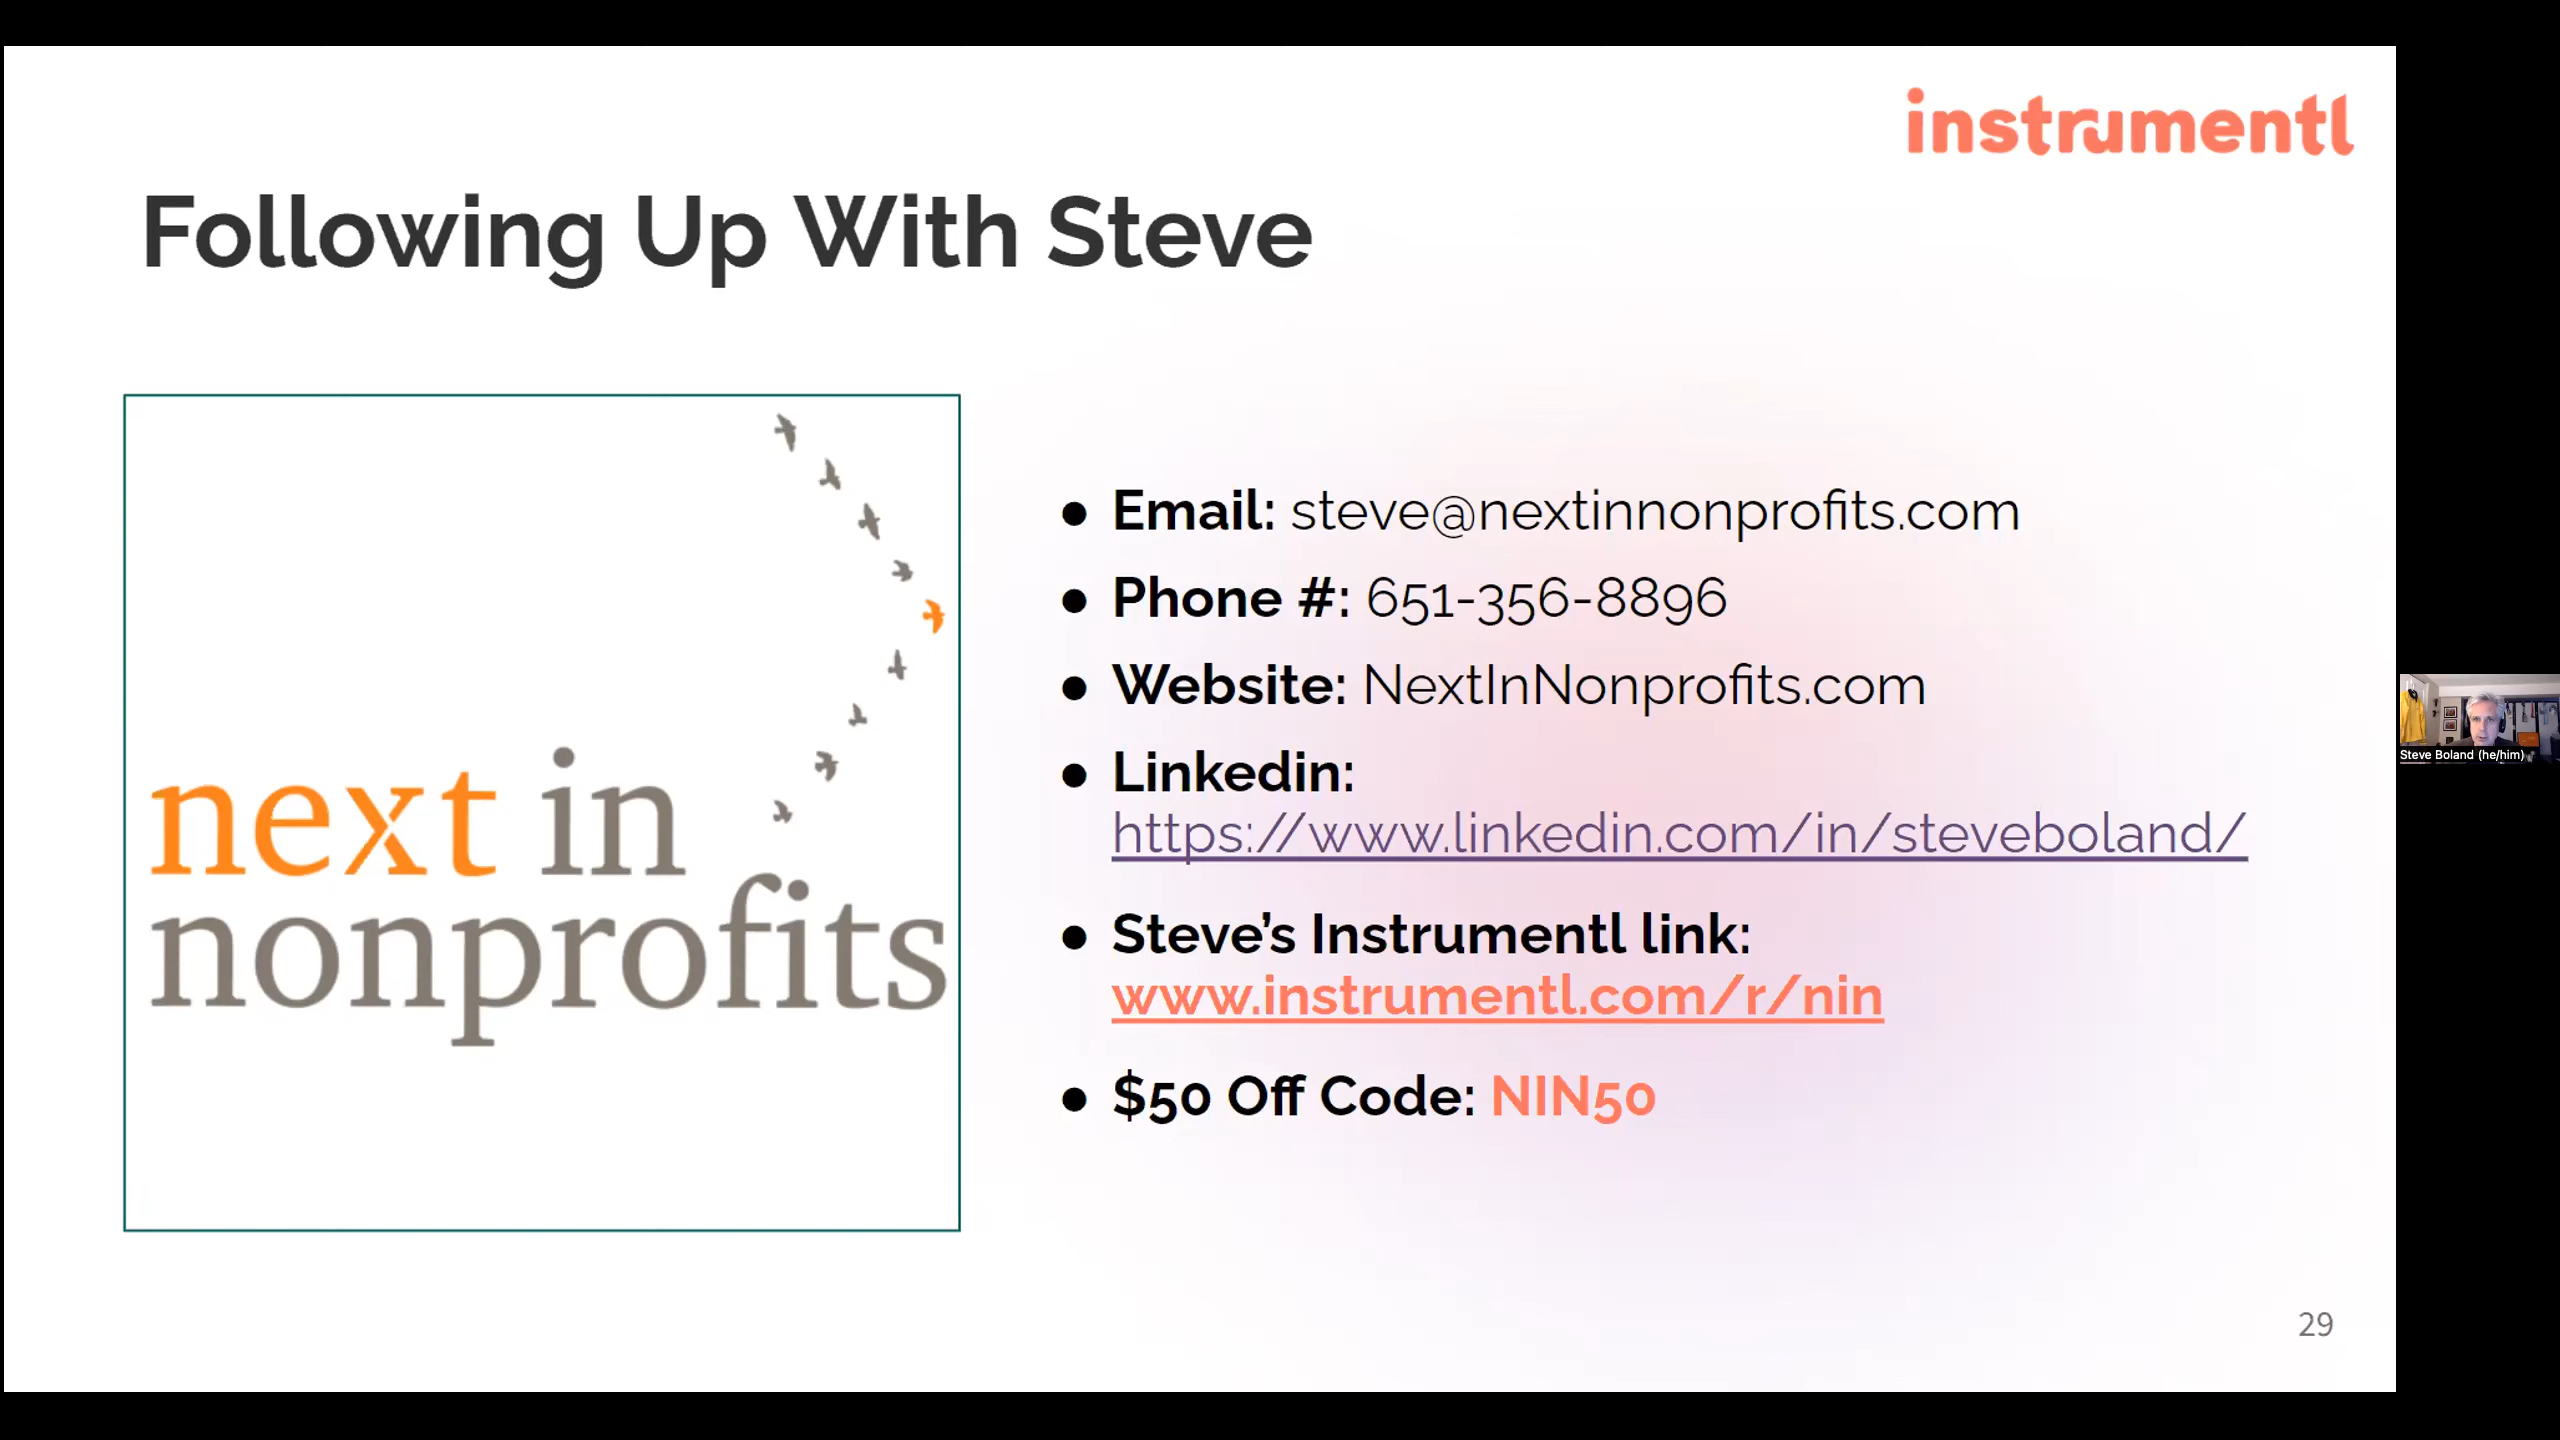 instrumentl
Following Up With Steve
next in
nonprofits
● Email: steve@nextinnonprofits.com
● Phone #: 651-356-8896
● Website: NextInNonprofits.com
● Linkedin:
https://www.linkedin.com/in/steveboland/
● Steve’s Instrumentl link:
www.instrumentl.com/r/nin
● $50 Off Code: NIN50
Steve Boland (he/him)
29